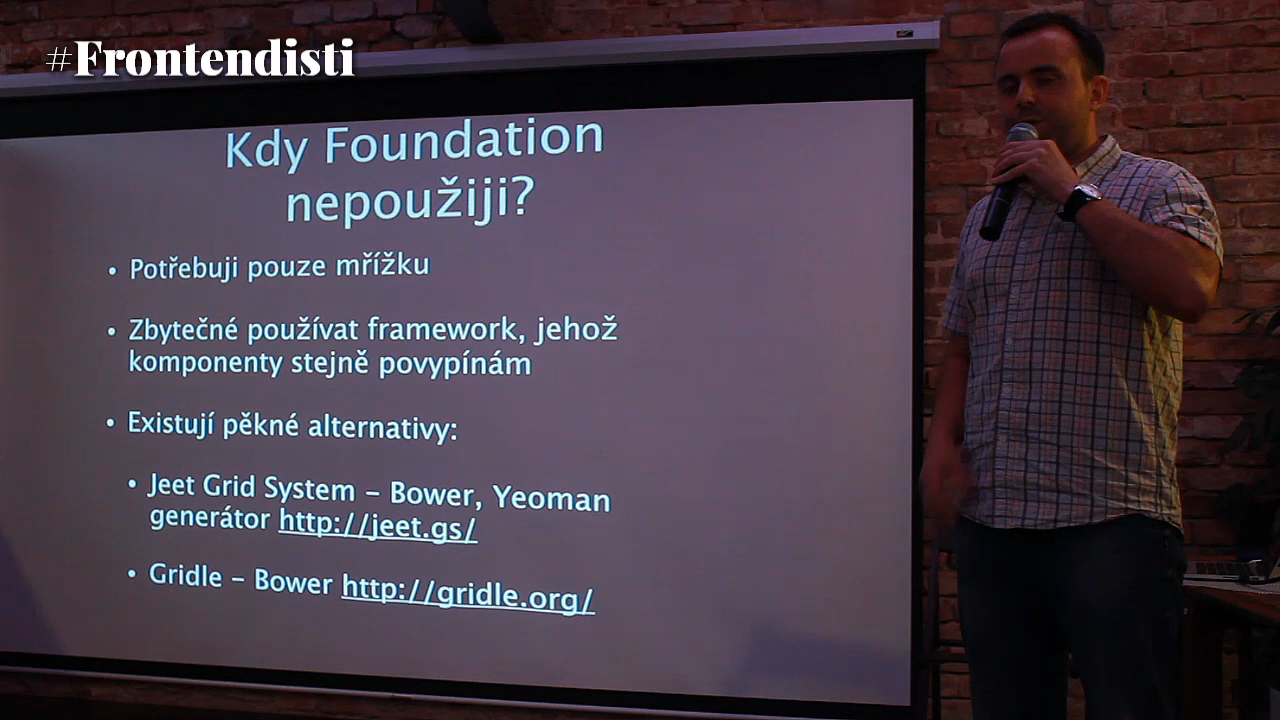 #Frontendisti
Kdy Foundation
nepoužiji?
• Potřebuji pouze mřížku
• Zbytečné používat framework, jehož
komponenty stejně povypínám
• Existují pěkné alternativy:
• Jeet Grid System – Bower, Yeoman
generátor http://jeet.gs/
• Gridle – Bower http://gridle.org/